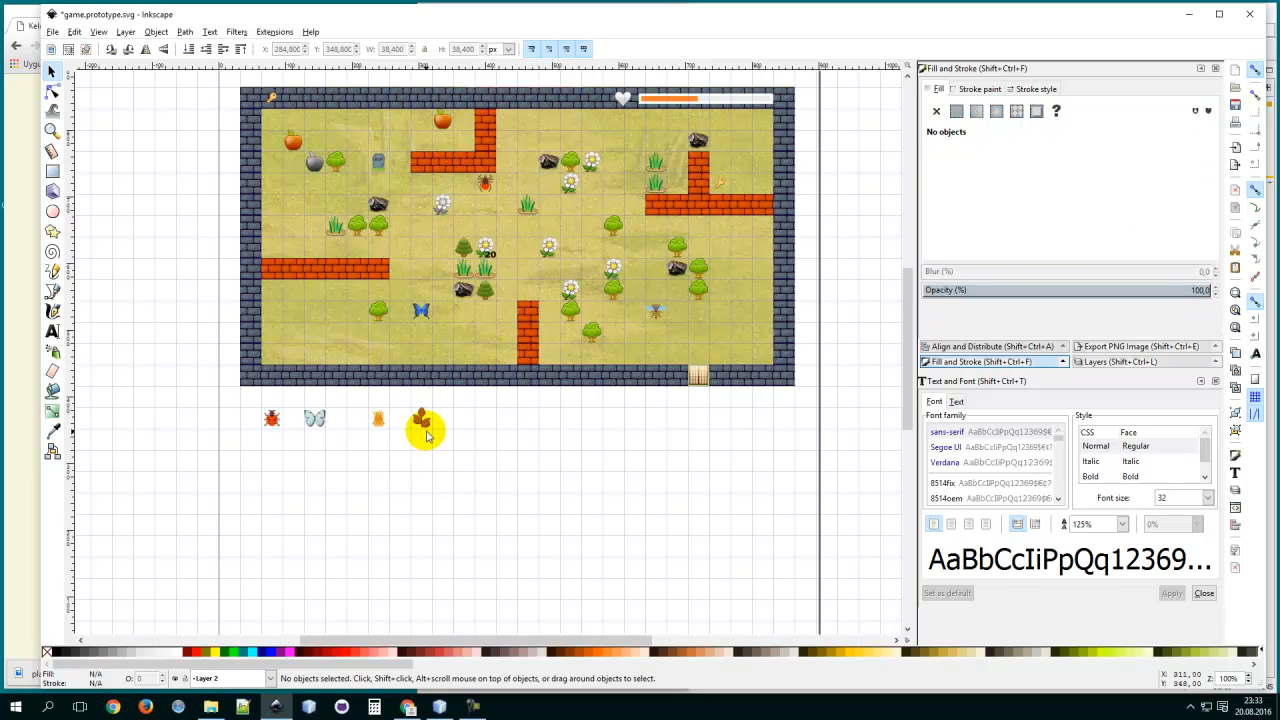 *game.prototype.svg - Inkscape
File Edit View Layer Object Path Text Filters Extensions Help
X: 284,800 Y: 348,800 W: 38,400 H: 38,400 px
Fill and Stroke (Shift+Ctrl+F)
Fill Stroke paint Stroke style
No objects
20
Blur (%) 0,0
Opacity (%) 100,0
Align and Distribute (Shift+Ctrl+A) Export PNG Image (Shift+Ctrl+E)
Fill and Stroke (Shift+Ctrl+F) Layers (Shift+Ctrl+L)
Text and Font (Shift+Ctrl+T)
Font Text
Font family Style
sans-serif AaBbCcIiPpQq12369$€
Segoe UI AaBbCcIiPpQq12369$€¢
Verdana AaBbCcIiPpQq12369$€
8514fix AaBbCcIiPpQq12369$€¢?
8514oem AaBbCcIiPpQq12369$€¢
CSS Face
Normal Regular
Italic Italic
Bold Bold
Font size: 32
125% 0%
AaBbCcIiPpQq12369...
Set as default Apply Close
Fill: N/A
Stroke: N/A
O: 0
Layer 2
No objects selected. Click, Shift+click, Alt+scroll mouse on top of objects, or drag around objects to select.
X: 311,00
Y: 348,00
Z: 100%
23:33
20.08.2016